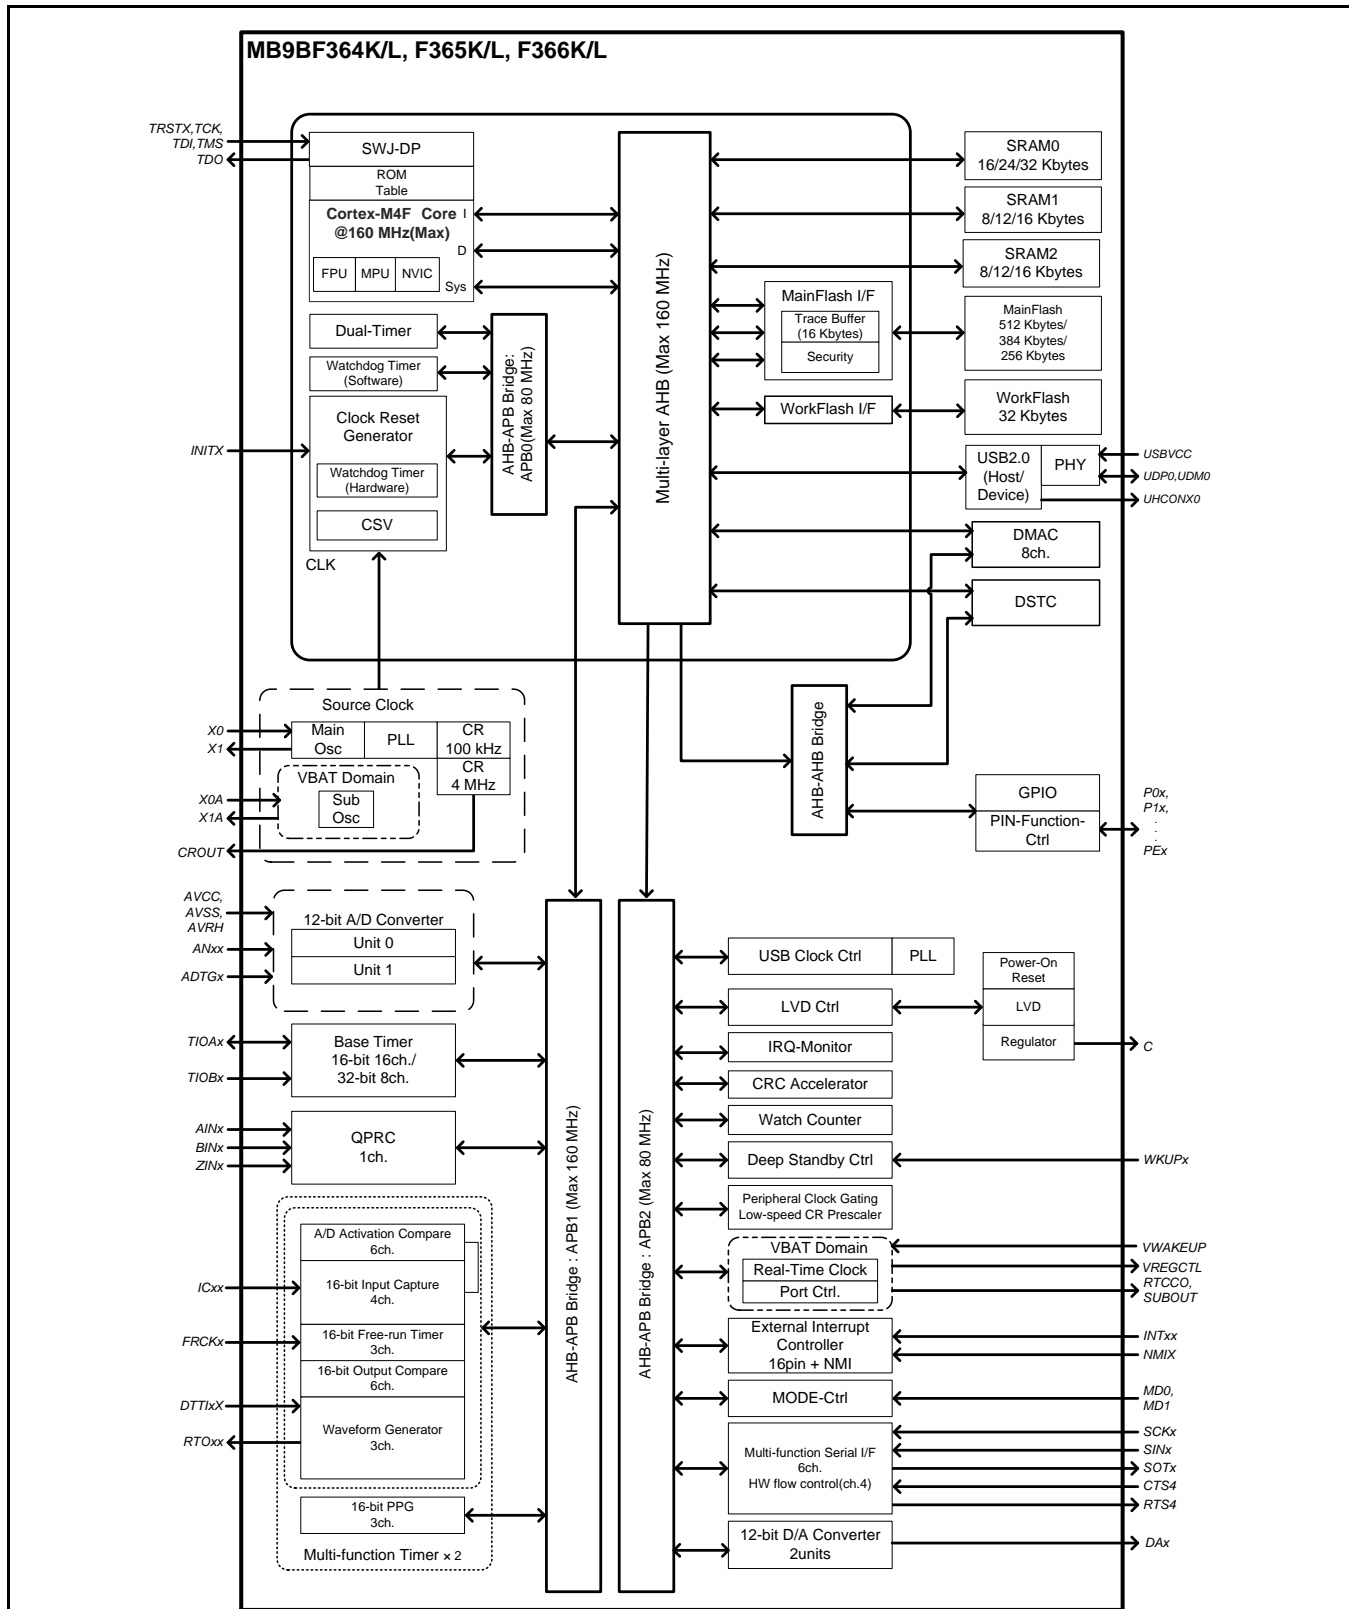 MB9BF364K/L, F365K/L, F366K/L
TRSTX,TCK,
TDI,TMS
TDO
SWJ-DP
ROM
Table
Cortex-M4F Core
@160 MHz(Max)
I
D
Sys
FPU
MPU
NVIC
Dual-Timer
Watchdog Timer
(Software)
INITX
Clock Reset
Generator
Watchdog Timer
(Hardware)
CSV
CLK
AHB-APB Bridge:
APB0(Max 80 MHz)
Multi-layer AHB (Max 160 MHz)
SRAM0
16/24/32 Kbytes
SRAM1
8/12/16 Kbytes
SRAM2
8/12/16 Kbytes
MainFlash I/F
Trace Buffer
(16 Kbytes)
Security
MainFlash
512 Kbytes/
384 Kbytes/
256 Kbytes
WorkFlash I/F
WorkFlash
32 Kbytes
USB2.0
(Host/
Device)
PHY
USBVCC
UDP0,UDM0
UHCONX0
DMAC
8ch.
DSTC
AHB-AHB Bridge
GPIO
PIN-Function-
Ctrl
P0x,
P1x,
.
.
PEx
Source Clock
X0
X1
Main
Osc
PLL
CR
100 kHz
CR
4 MHz
VBAT Domain
Sub
Osc
X0A
X1A
CROUT
AVCC,
AVSS,
AVRH
ANxx
ADTGx
12-bit A/D Converter
Unit 0
Unit 1
TIOAx
TIOBx
Base Timer
16-bit 16ch./
32-bit 8ch.
AINx
BINx
ZINx
QPRC
1ch.
A/D Activation Compare
6ch.
ICxx
16-bit Input Capture
4ch.
FRCKx
16-bit Free-run Timer
3ch.
16-bit Output Compare
6ch.
DTTIxX
RTOxx
Waveform Generator
3ch.
16-bit PPG
3ch.
Multi-function Timer × 2
AHB-APB Bridge : APB1 (Max 160 MHz)
AHB-APB Bridge : APB2 (Max 80 MHz)
USB Clock Ctrl
PLL
LVD Ctrl
Power-On
Reset
LVD
Regulator
C
IRQ-Monitor
CRC Accelerator
Watch Counter
Deep Standby Ctrl
WKUPx
Peripheral Clock Gating
Low-speed CR Prescaler
VBAT Domain
Real-Time Clock
Port Ctrl.
VWAKEUP
VREGCTL
RTCCO,
SUBOUT
External Interrupt
Controller
16pin + NMI
INTxx
NMIX
MODE-Ctrl
MD0,
MD1
Multi-function Serial I/F
6ch.
HW flow control(ch.4)
SCKx
SINx
SOTx
CTS4
RTS4
12-bit D/A Converter
2units
DAx